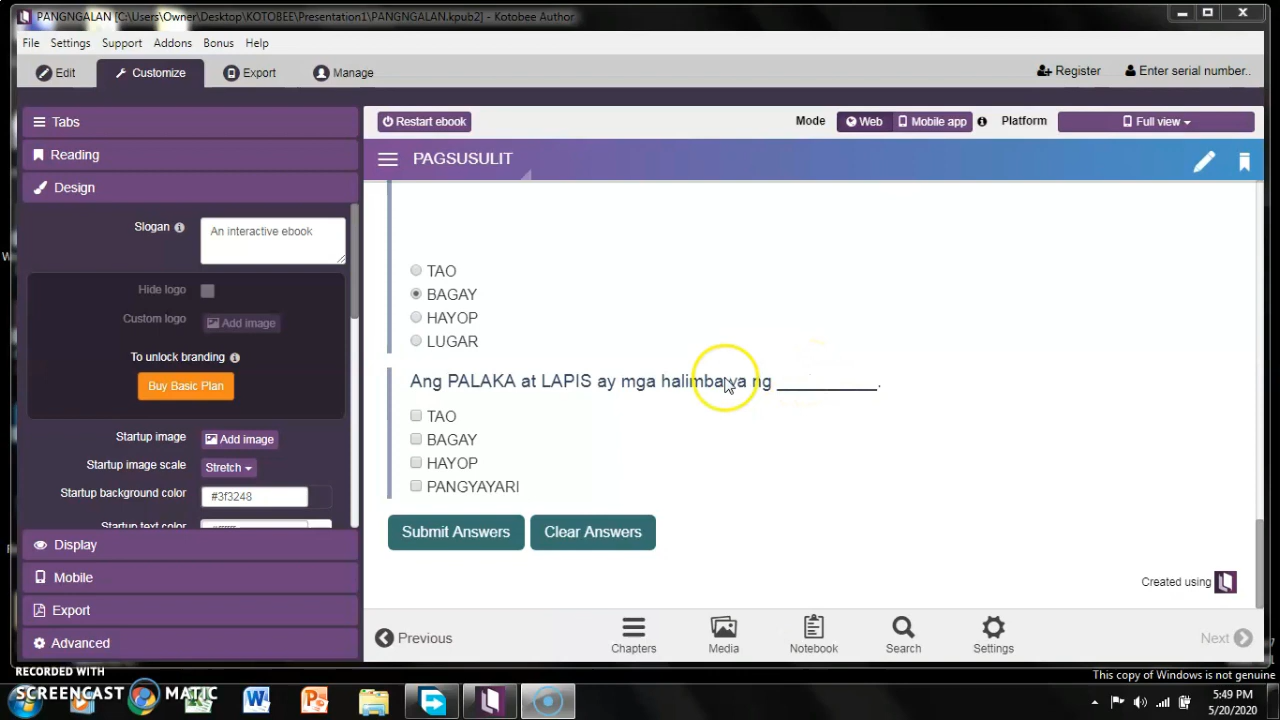 PANGNGALAN [C:\Users\Owner\Desktop\KOTOBEE\Presentation1\PANGNGALAN.kpub2] - Kotobee Author
File Settings Support Addons Bonus Help
Edit Customize Export Manage Register Enter serial number..
Tabs
Reading
Design
Slogan
An interactive ebook
Hide logo
Custom logo Add image
To unlock branding
Buy Basic Plan
Startup image Add image
Startup image scale Stretch
Startup background color #3f3248
Startup text color
Display
Mobile
Export
Advanced
Restart ebook Mode Web Mobile app Platform Full view
PAGSUSULIT
TAO
BAGAY
HAYOP
LUGAR
Ang PALAKA at LAPIS ay mga halimbawa ng __________.
TAO
BAGAY
HAYOP
PANGYAYARI
Submit Answers Clear Answers
Created using
Previous Chapters Media Notebook Search Settings Next
This copy of Windows is not genuine
RECORDED WITH
SCREENCAST MATIC
5:49 PM
5/20/2020